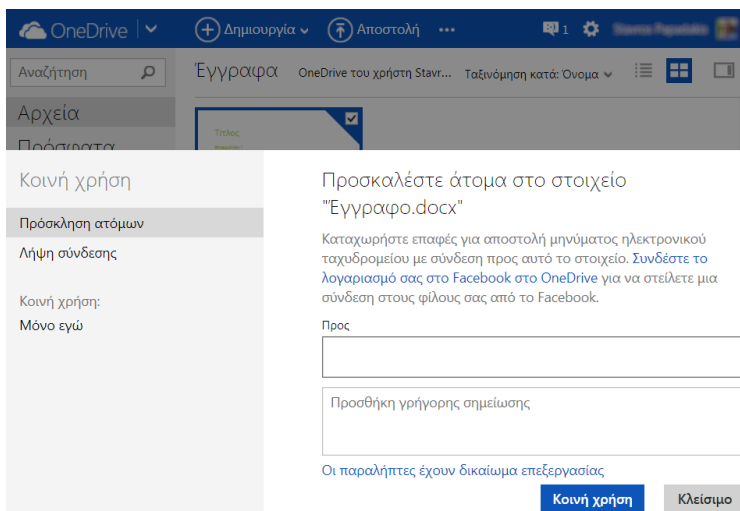 OneDrive Δημιουργία Αποστολή ••• 1
Αναζήτηση
Έγγραφα OneDrive του χρήστη Stavr... Ταξινόμηση κατά: Όνομα
Αρχεία
Πρόσφατα
Τίτλος
Κοινή χρήση
Πρόσκληση ατόμων
Λήψη σύνδεσης
Κοινή χρήση:
Μόνο εγώ
Προσκαλέστε άτομα στο στοιχείο
"Έγγραφο.docx"
Καταχωρήστε επαφές για αποστολή μηνύματος ηλεκτρονικού
ταχυδρομείου με σύνδεση προς αυτό το στοιχείο. Συνδέστε το
λογαριασμό σας στο Facebook στο OneDrive για να στείλετε μια
σύνδεση στους φίλους σας από το Facebook.
Προς
Προσθήκη γρήγορης σημείωσης
Οι παραλήπτες έχουν δικαίωμα επεξεργασίας
Κοινή χρήση Κλείσιμο